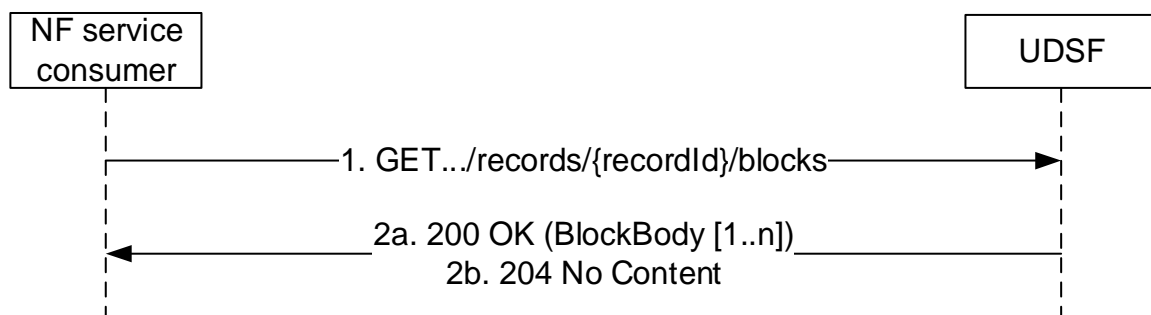 NF service
consumer
UDSF
1. GET.../records/{recordId}/blocks
2a. 200 OK (BlockBody [1..n])
2b. 204 No Content